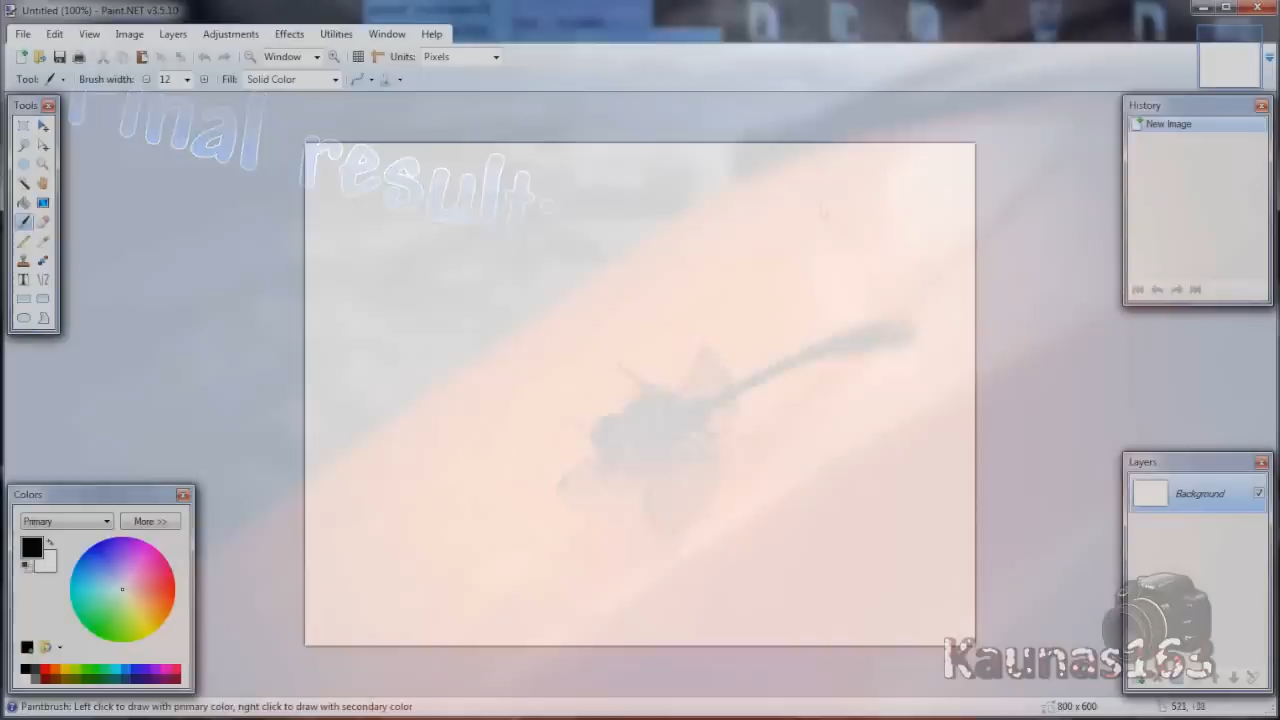 Untitled (100%) - Paint.NET v3.5.10
File Edit View Image Layers Adjustments Effects Utilities Window Help
Window Units: Pixels
Tool: Brush width: 12 Fill: Solid Color
Tools
History
New Image
Final result.
Colors
Primary More >>
Layers
Background
Kaunas163
Paintbrush: Left click to draw with primary color, right click to draw with secondary color
800 x 600